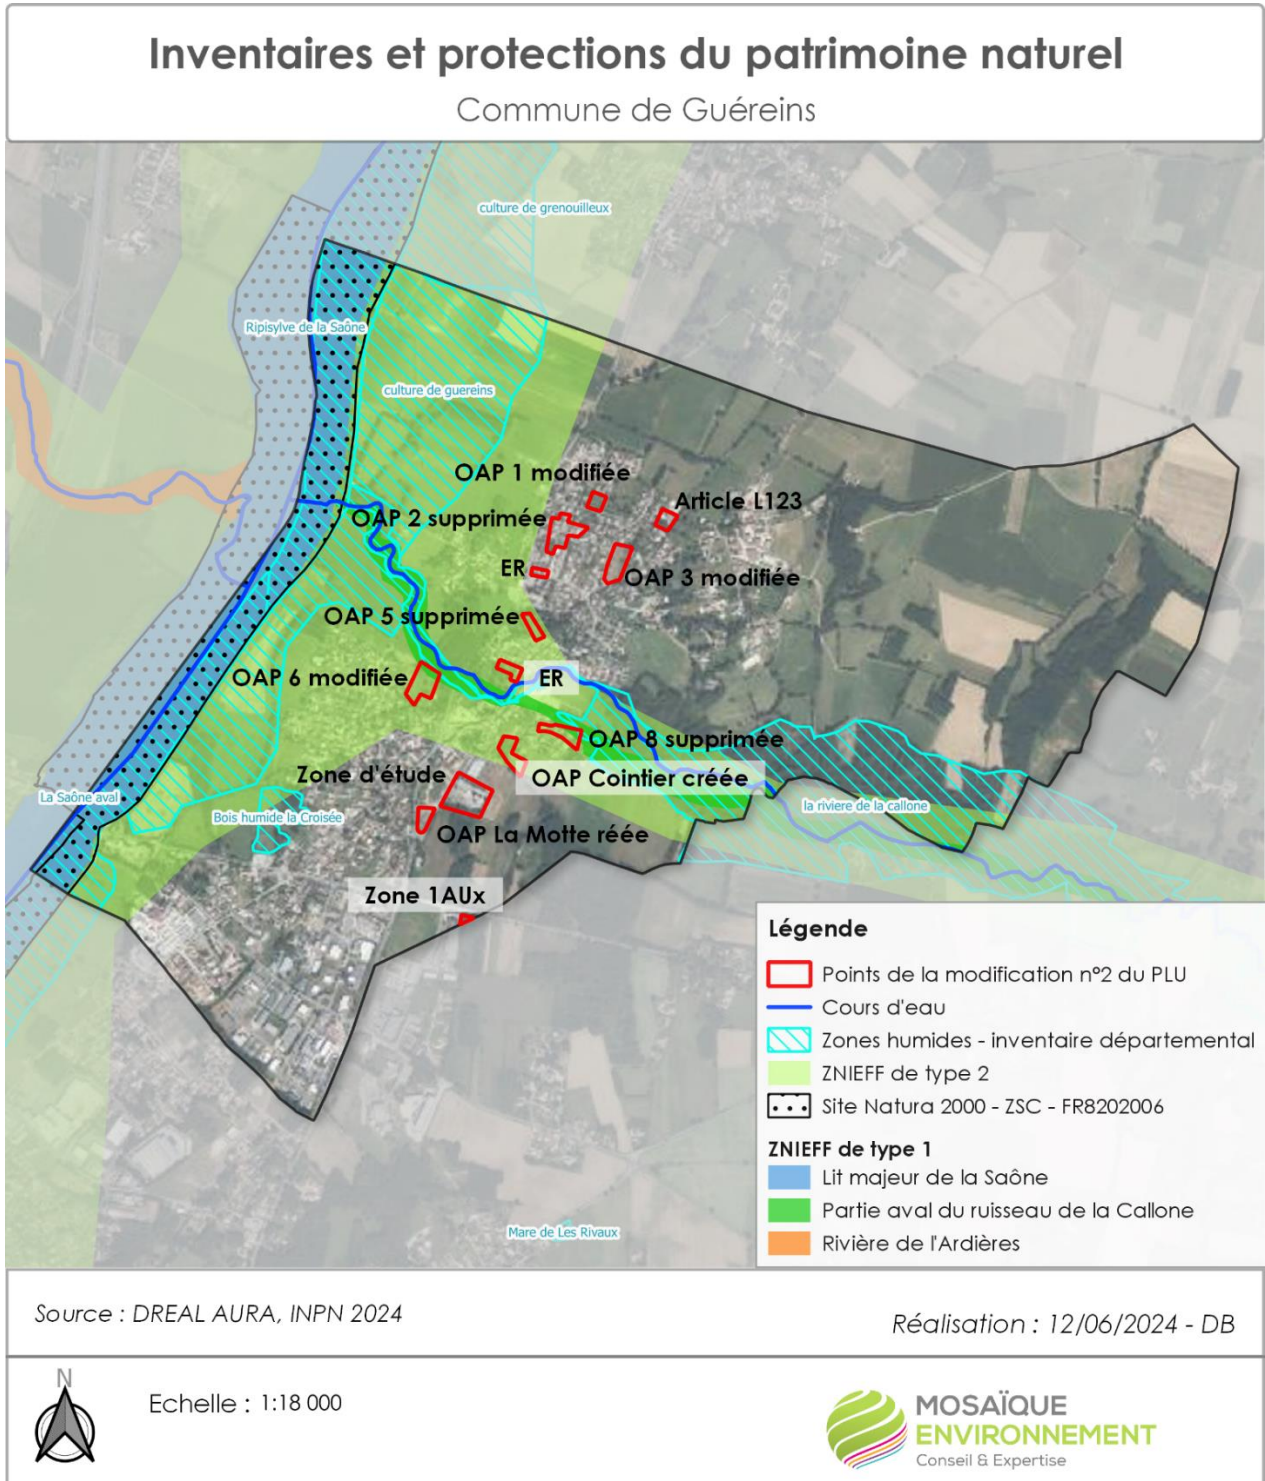 Inventaires et protections du patrimoine naturel
Commune de Guéreins
culture de grenouilleux
Ripisylve de la Saône
culture de guereins
OAP 1 modifiée
Article L123
OAP 2 supprimée
ER
OAP 3 modifiée
OAP 5 supprimée
OAP 6 modifiée
ER
OAP 8 supprimée
Zone d'étude
OAP Cointier créée
La Saône aval
Bois humide la Croisée
la riviere de la callone
OAP La Motte réée
Zone 1AUx
Mare de Les Rivaux
Légende
Points de la modification n°2 du PLU
Cours d'eau
Zones humides - inventaire départemental
ZNIEFF de type 2
Site Natura 2000 - ZSC - FR8202006
ZNIEFF de type 1
Lit majeur de la Saône
Partie aval du ruisseau de la Callone
Rivière de l'Ardières
Source : DREAL AURA, INPN 2024
Réalisation : 12/06/2024 - DB
N
Echelle : 1:18 000
MOSAÏQUE
ENVIRONNEMENT
Conseil & Expertise